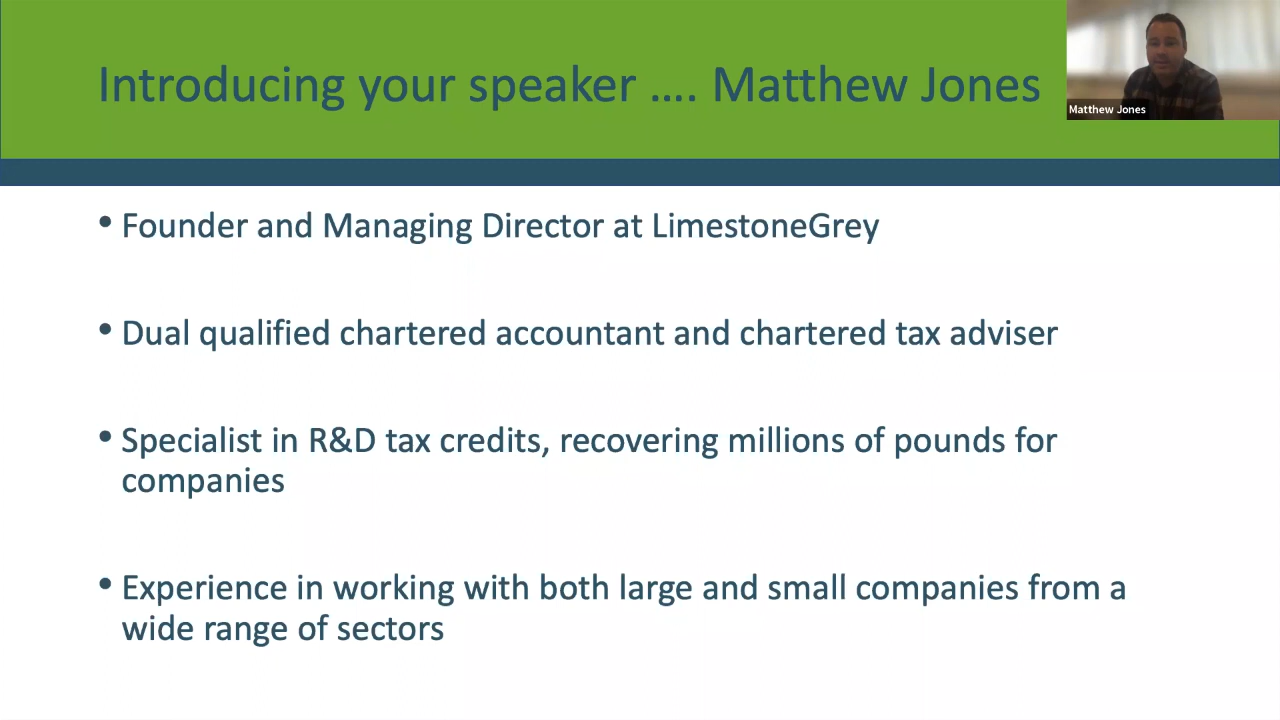 Introducing your speaker .... Matthew Jones
Matthew Jones
• Founder and Managing Director at LimestoneGrey
• Dual qualified chartered accountant and chartered tax adviser
• Specialist in R&D tax credits, recovering millions of pounds for
companies
• Experience in working with both large and small companies from a
wide range of sectors